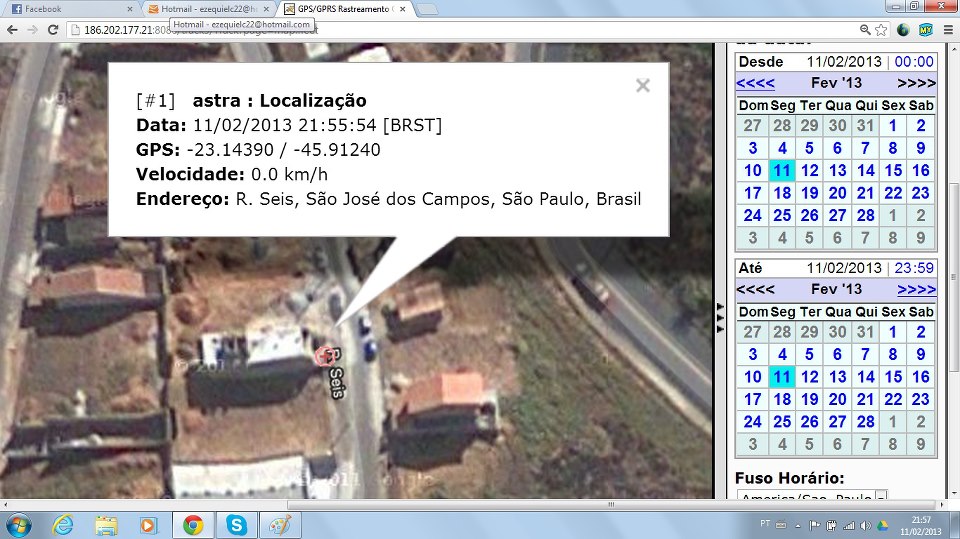 Facebook
Hotmail - ezequielc22@h
GPS/GPRS Rastreamento
Hotmail - ezequielc22@hotmail.com
186.202.177.21:808
[#1] astra : Localização
Data: 11/02/2013 21:55:54 [BRST]
GPS: -23.14390 / -45.91240
Velocidade: 0.0 km/h
Endereço: R. Seis, São José dos Campos, São Paulo, Brasil
R. Seis
Desde 11/02/2013 | 00:00
<<<< Fev '13 >>>>
Dom Seg Ter Qua Qui Sex Sab
27 28 29 30 31 1 2
3 4 5 6 7 8 9
10 11 12 13 14 15 16
17 18 19 20 21 22 23
24 25 26 27 28 1 2
3 4 5 6 7 8 9
Até 11/02/2013 | 23:59
<<<< Fev '13 >>>>
Dom Seg Ter Qua Qui Sex Sab
27 28 29 30 31 1 2
3 4 5 6 7 8 9
10 11 12 13 14 15 16
17 18 19 20 21 22 23
24 25 26 27 28 1 2
3 4 5 6 7 8 9
Fuso Horário:
America/Sao_Paulo
PT
21:57
11/02/2013